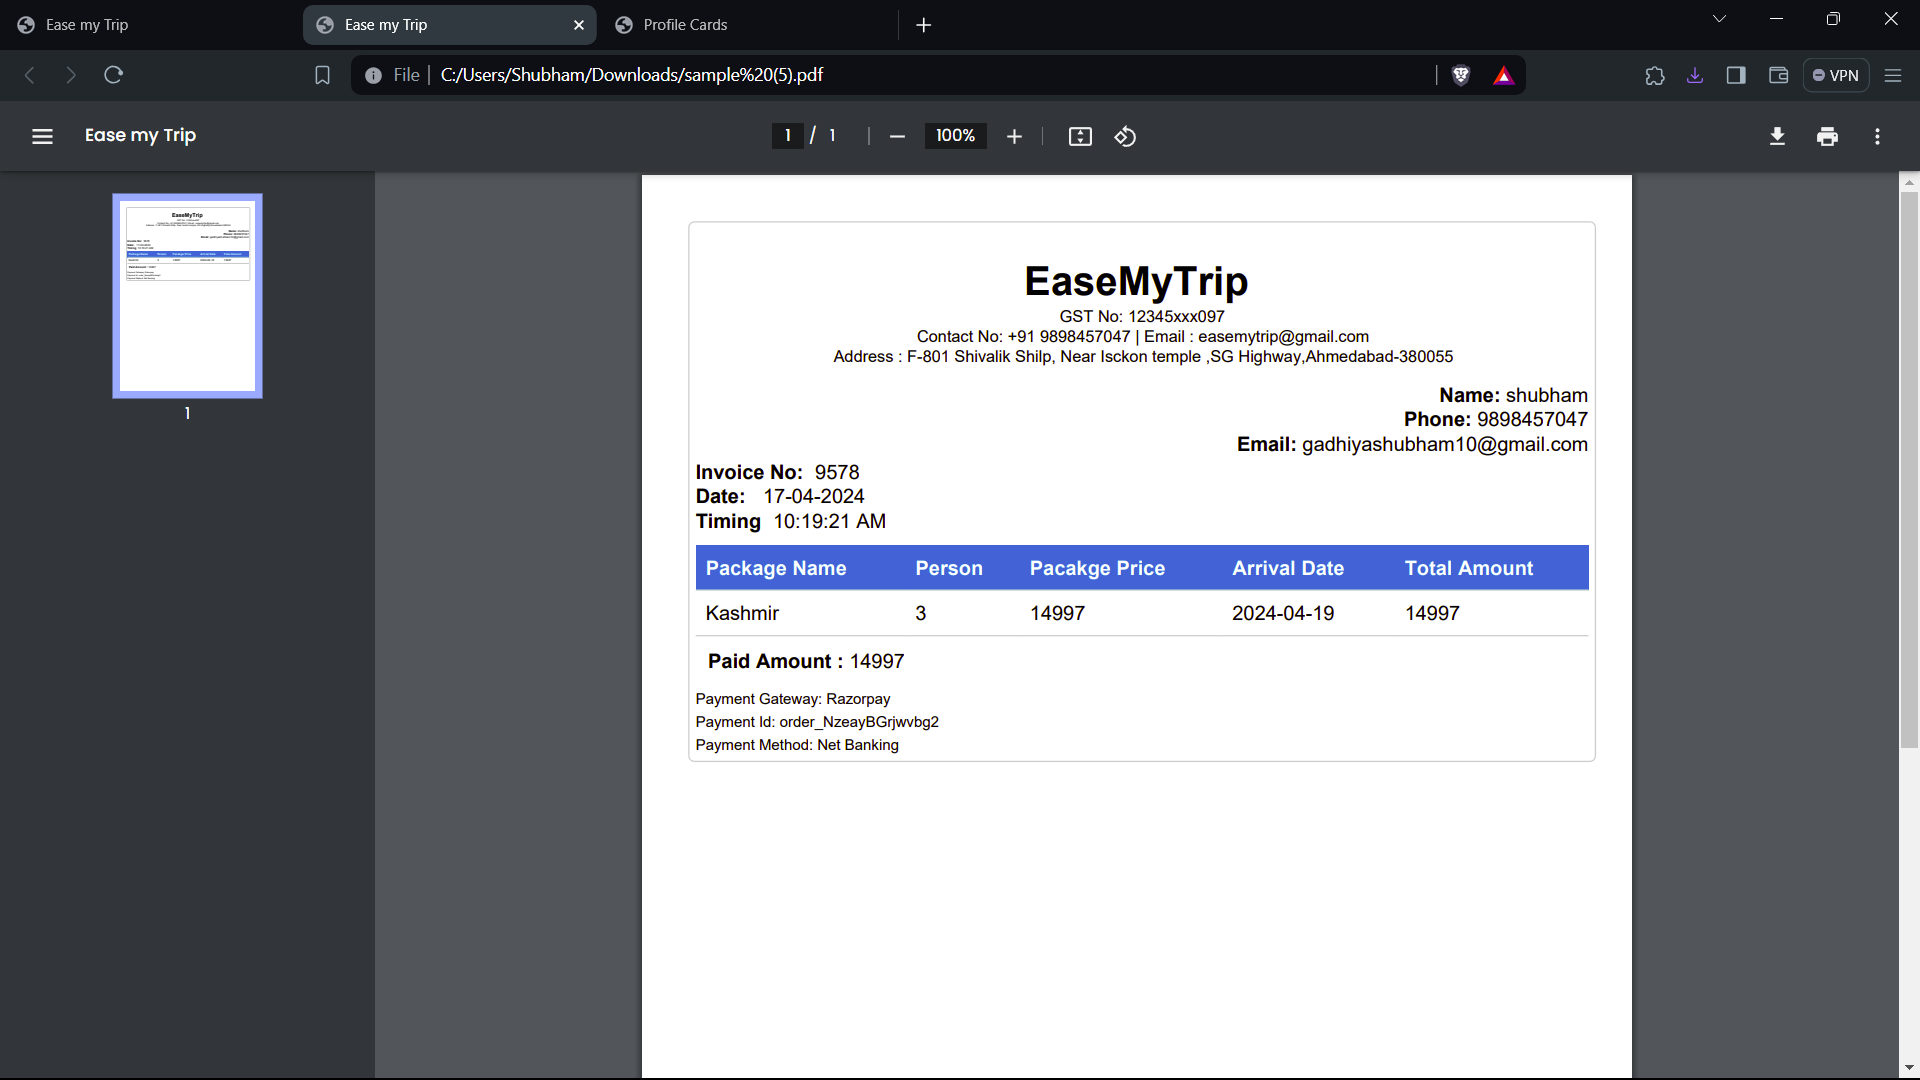 Ease my Trip
Ease my Trip
Profile Cards
File
C:/Users/Shubham/Downloads/sample%20(5).pdf
VPN
Ease my Trip
1 / 1
100%
1
EaseMyTrip
GST No: 12345xxx097
Contact No: +91 9898457047 | Email : easemytrip@gmail.com
Address : F-801 Shivalik Shilp, Near Isckon temple ,SG Highway,Ahmedabad-380055
Name: shubham
Phone: 9898457047
Email: gadhiyashubham10@gmail.com
Invoice No: 9578
Date: 17-04-2024
Timing 10:19:21 AM
Package Name Person Pacakge Price Arrival Date Total Amount
Kashmir 3 14997 2024-04-19 14997
Paid Amount : 14997
Payment Gateway: Razorpay
Payment Id: order_NzeayBGrjwvbg2
Payment Method: Net Banking